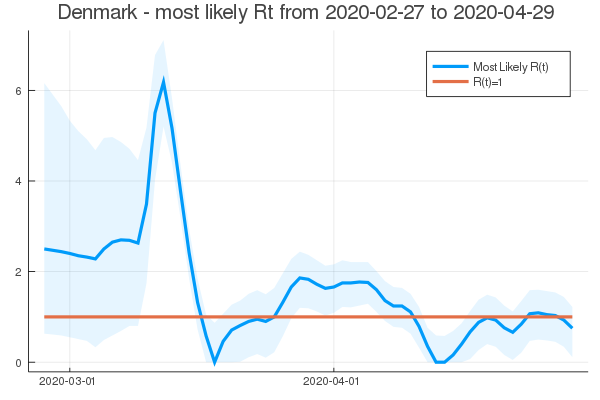 Denmark - most likely Rt from 2020-02-27 to 2020-04-29
Most Likely R(t)
R(t)=1
6
4
2
0
2020-03-01
2020-04-01